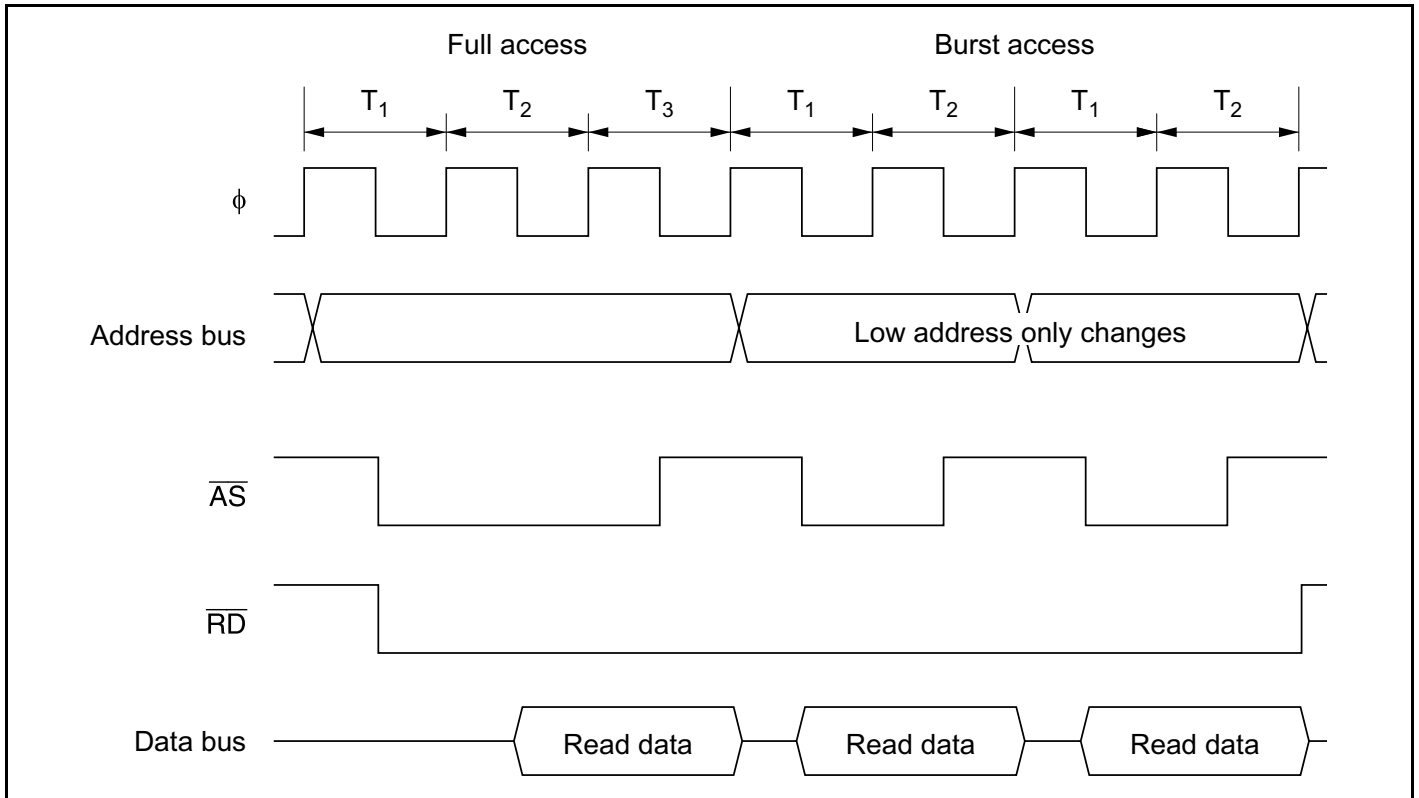 Full access
Burst access
T1 T2 T3 T1 T2 T1 T2
ϕ
Address bus
Low address only changes
AS
RD
Data bus
Read data Read data Read data